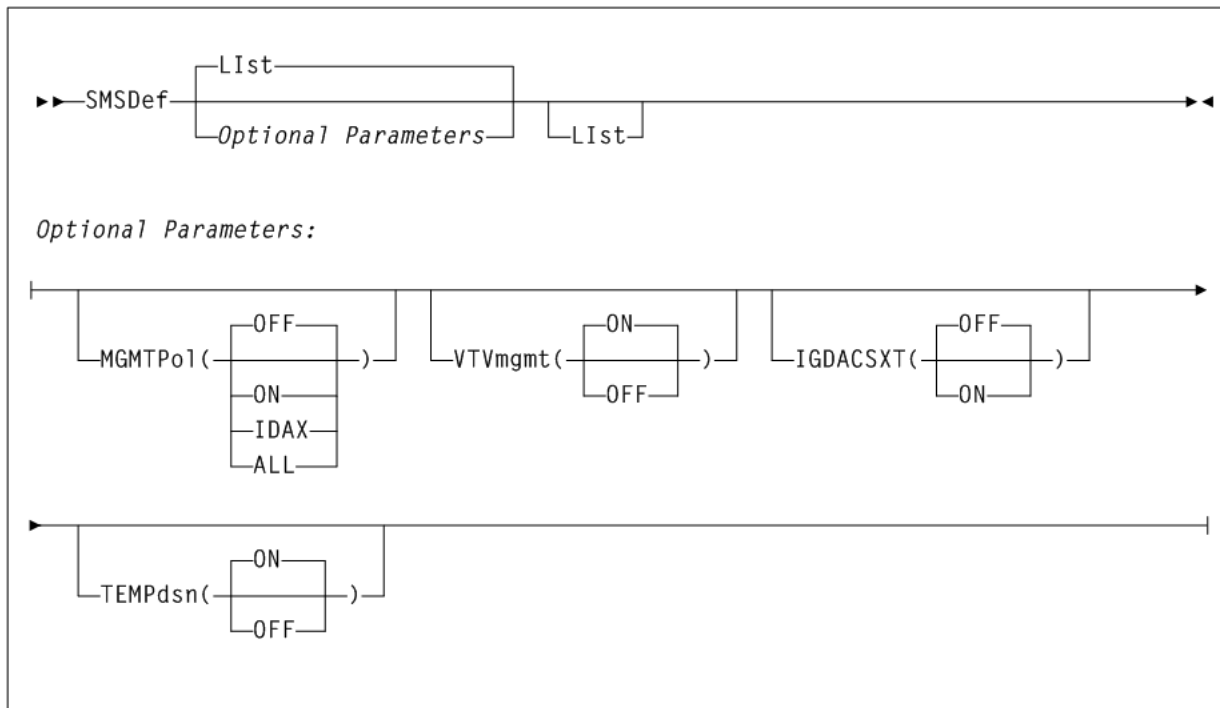 LIst
SMSDef
Optional Parameters
LIst
Optional Parameters:
OFF
MGMTPol( )
ON
IDAX
ALL
ON
VTVmgmt( )
OFF
OFF
IGDACSXT( )
ON
ON
TEMPdsn( )
OFF